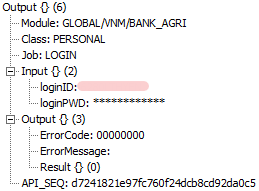 Output {} (6)
Module: GLOBAL/VNM/BANK_AGRI
Class: PERSONAL
Job: LOGIN
Input {} (2)
loginID:
loginPWD: ************
Output {} (3)
ErrorCode: 00000000
ErrorMessage:
Result {} (0)
API_SEQ: d7241821e97fc760f24dcb8cd92da0c5